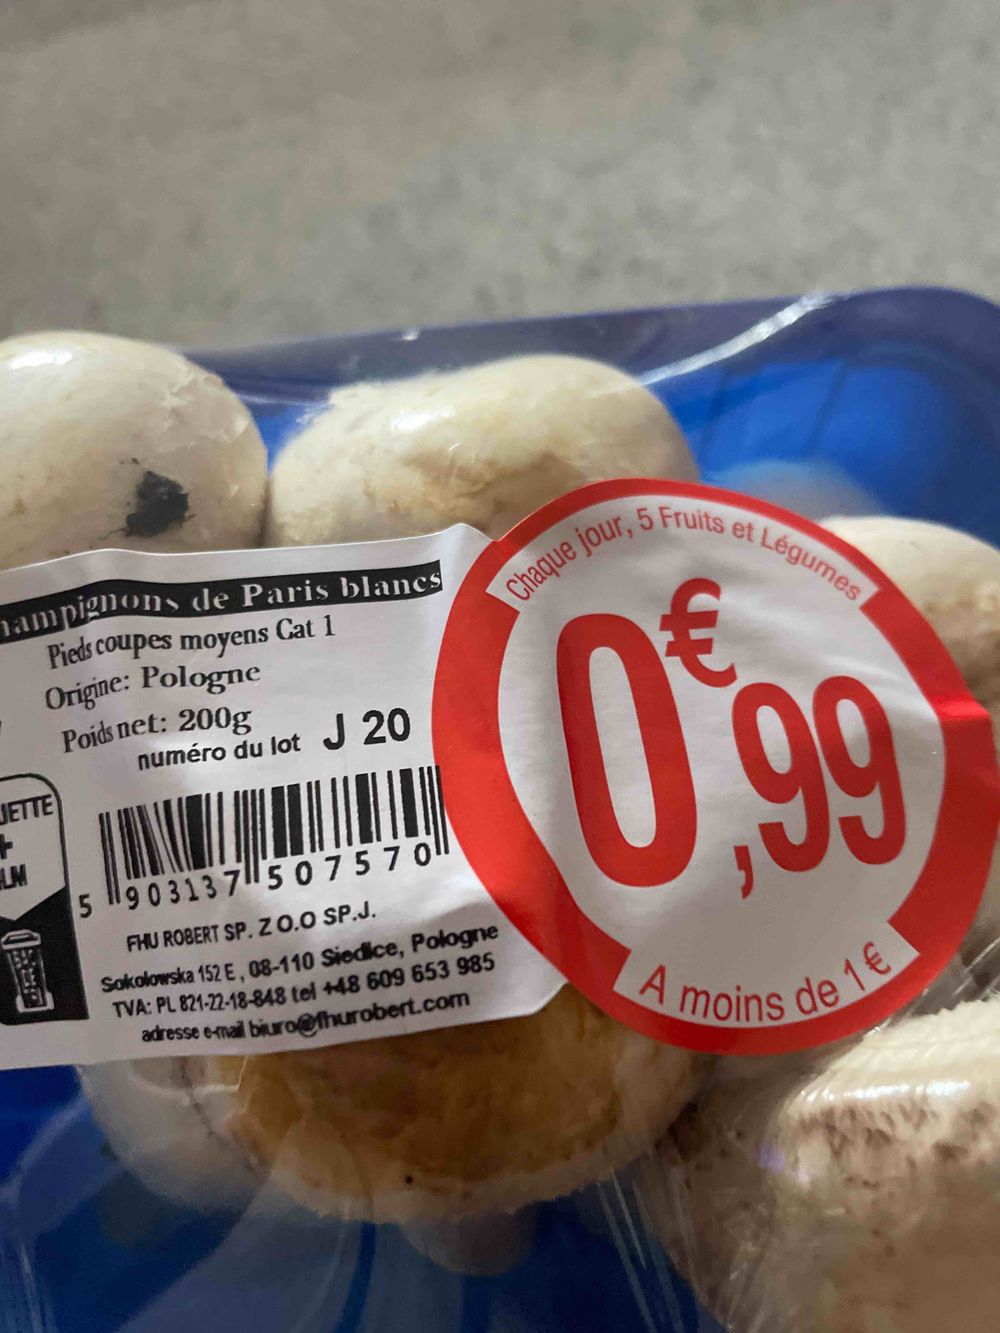 hampignons de Paris blancs
Pieds coupes moyens Cat 1
Origine: Pologne
Poids net: 200g
numéro du lot J 20
5 903137 507570
FHU ROBERT SP. Z O.O SP.J.
Sokolowska 152 E, 08-110 Siedlce, Pologne
TVA: PL 821-22-18-848 tel +48 609 653 985
adresse e-mail biuro@fhurobert.com
Chaque jour, 5 Fruits et Légumes
0€,99
A moins de 1€